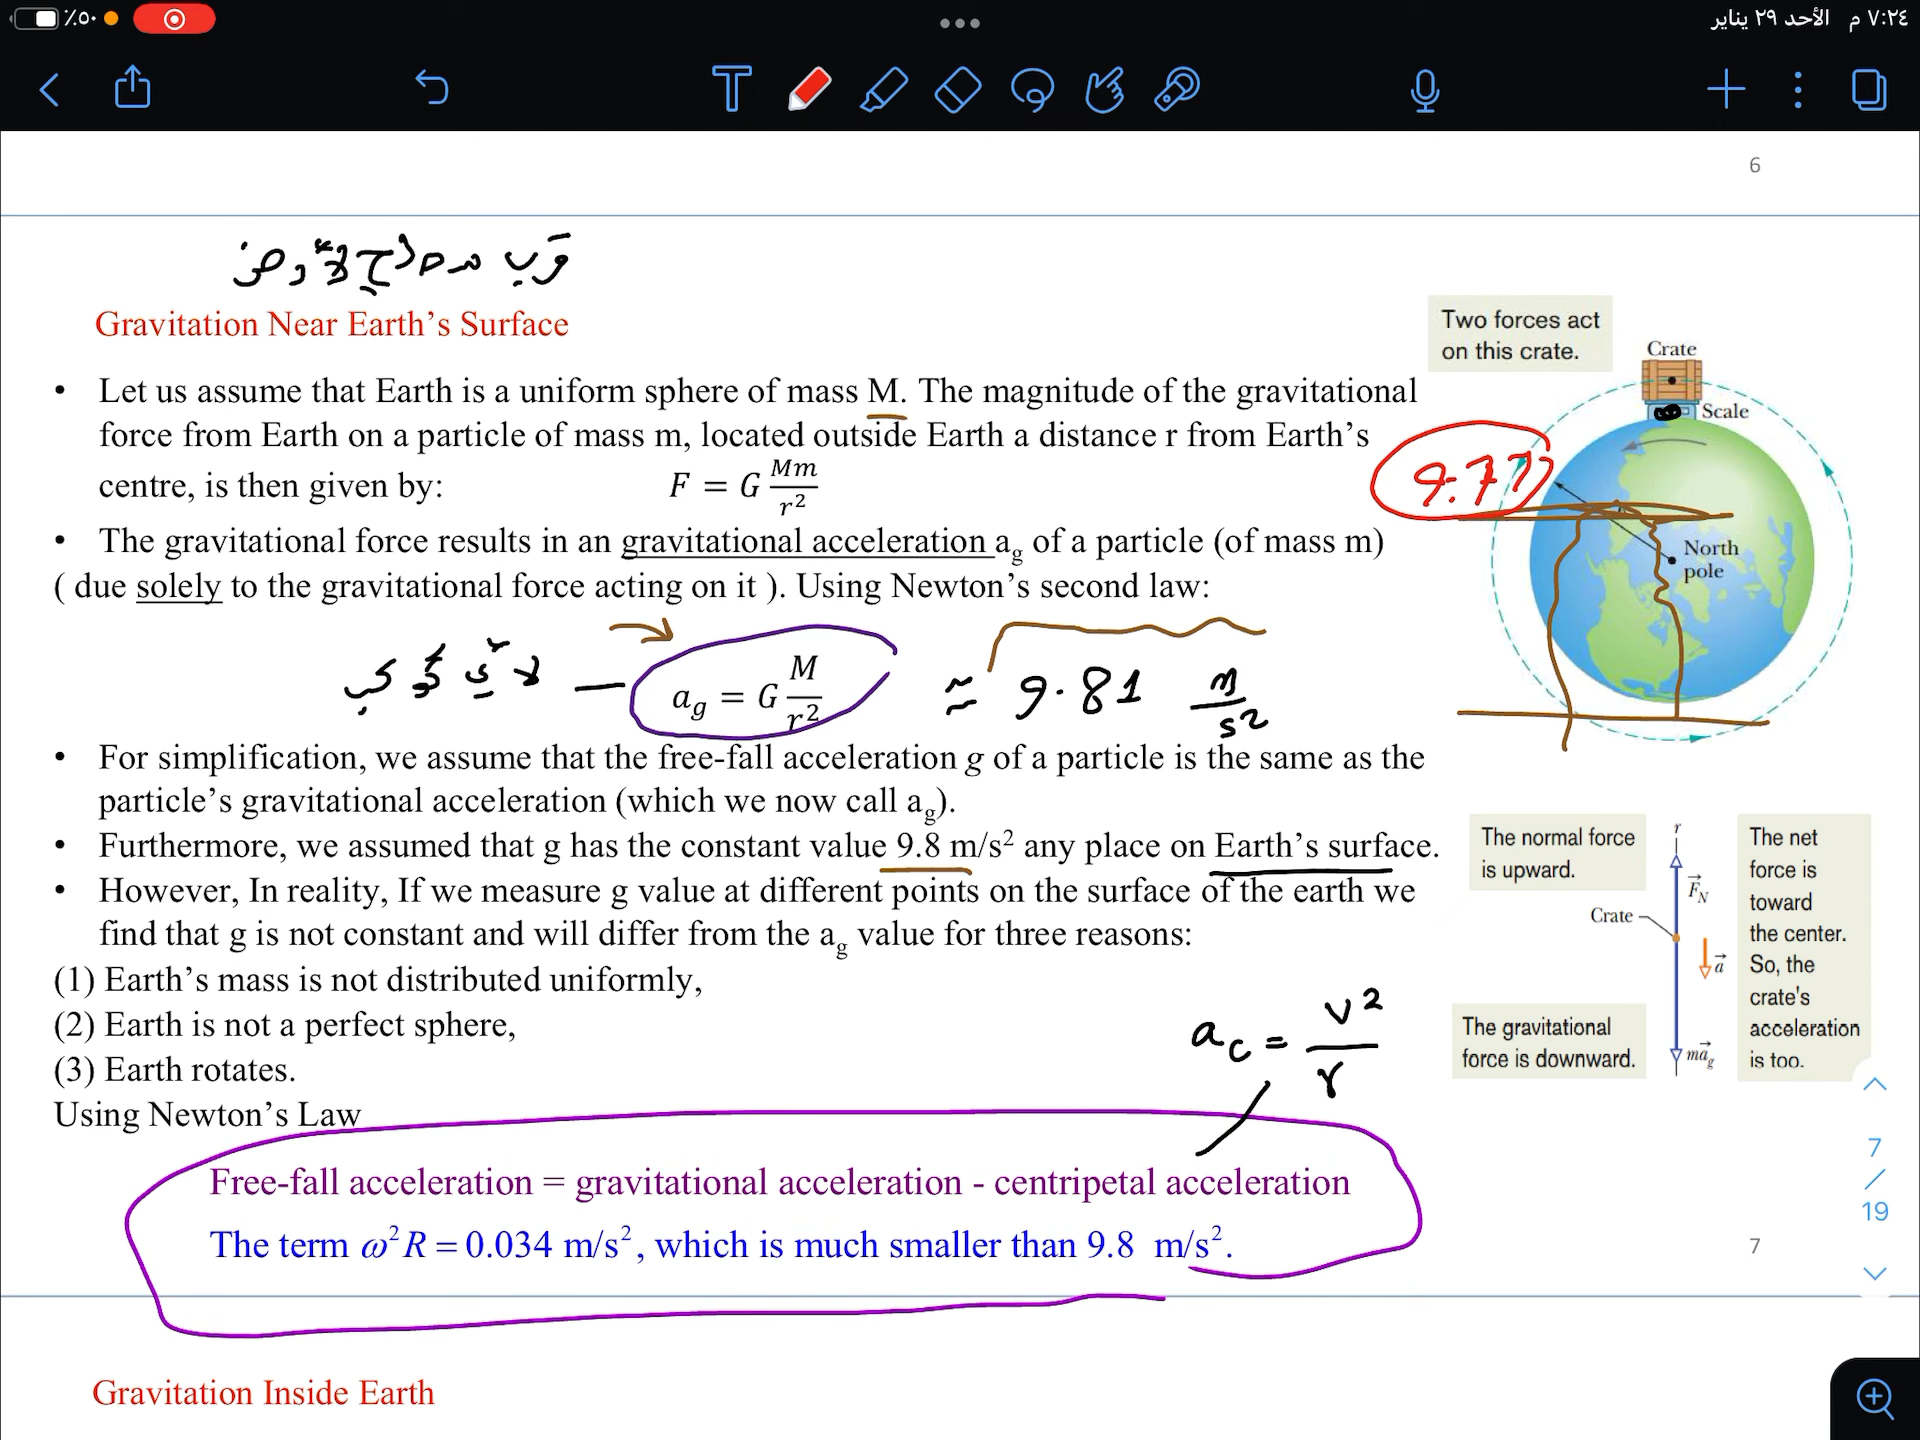 ٪٥٠
٧:٢٤ م الأحد ٢٩ يناير
6
قرب سطح الأرض
Gravitation Near Earth’s Surface
• Let us assume that Earth is a uniform sphere of mass M. The magnitude of the gravitational
force from Earth on a particle of mass m, located outside Earth a distance r from Earth’s
centre, is then given by: F = G Mm/r²
• The gravitational force results in an gravitational acceleration a_g of a particle (of mass m)
( due solely to the gravitational force acting on it ). Using Newton’s second law:
a_g = G M/r² ≈ 9.81 m/s²
• For simplification, we assume that the free-fall acceleration g of a particle is the same as the
particle’s gravitational acceleration (which we now call a_g).
• Furthermore, we assumed that g has the constant value 9.8 m/s² any place on Earth’s surface.
• However, In reality, If we measure g value at different points on the surface of the earth we
find that g is not constant and will differ from the a_g value for three reasons:
(1) Earth’s mass is not distributed uniformly,
(2) Earth is not a perfect sphere,
(3) Earth rotates.
a_c = v²/r
Using Newton’s Law
Free-fall acceleration = gravitational acceleration - centripetal acceleration
The term ω²R = 0.034 m/s², which is much smaller than 9.8 m/s².
Two forces act
on this crate.
Crate
Scale
9.77
North
pole
The normal force
is upward.
r
F_N
Crate
a
The gravitational
force is downward.
ma_g
The net
force is
toward
the center.
So, the
crate's
acceleration
is too.
7
/
19
7
Gravitation Inside Earth